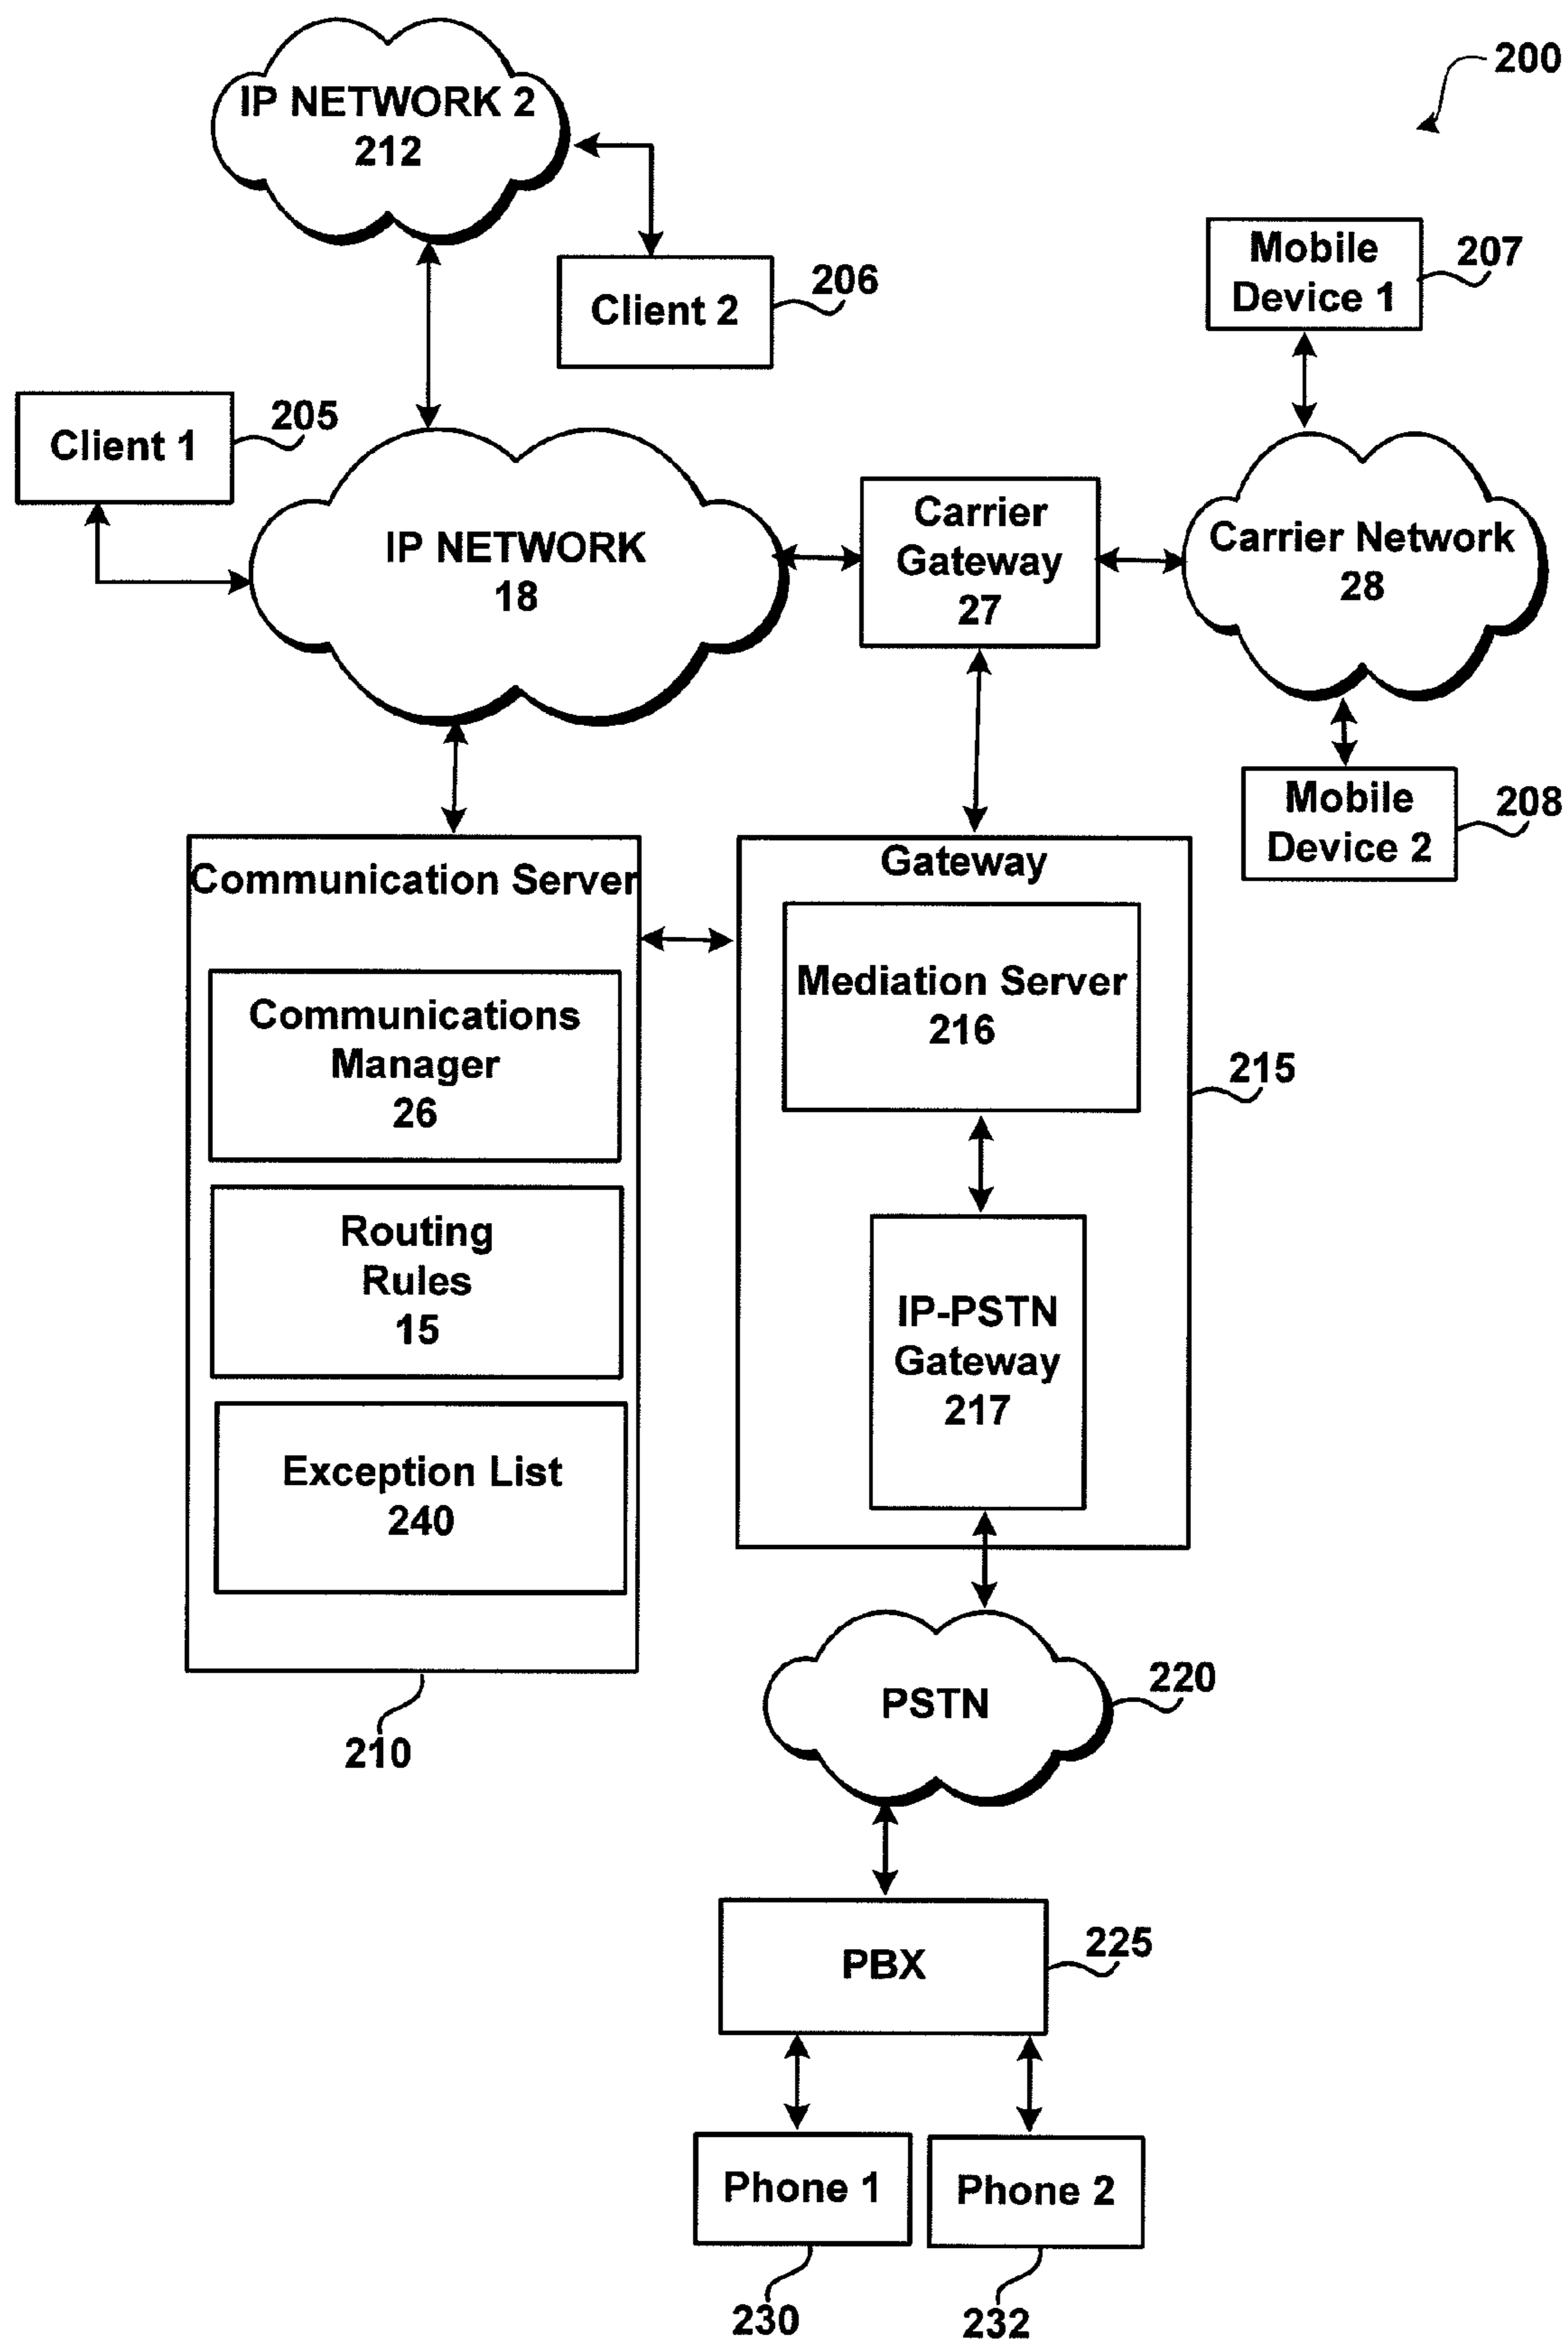 200
IP NETWORK 2
212
Client 2
206
Mobile
Device 1
207
Client 1
205
IP NETWORK
18
Carrier
Gateway
27
Carrier Network
28
Mobile
Device 2
208
Communication Server
Communications
Manager
26
Routing
Rules
15
Exception List
240
210
Gateway
Mediation Server
216
215
IP-PSTN
Gateway
217
PSTN
220
PBX
225
Phone 1
Phone 2
230
232